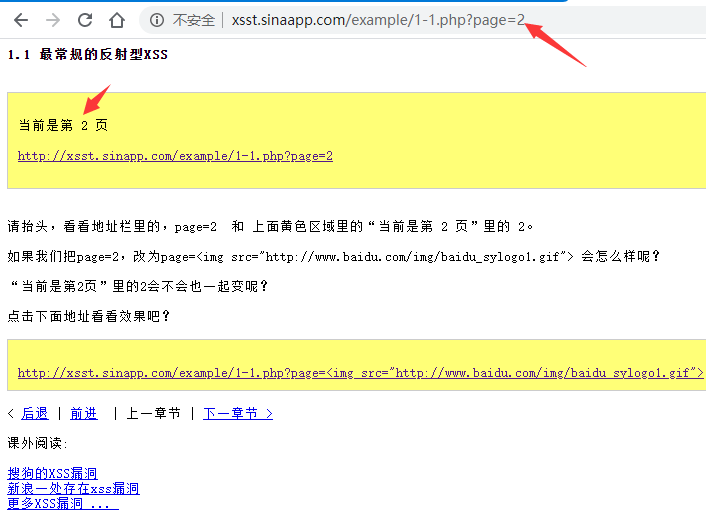 不安全 | xsst.sinaapp.com/example/1-1.php?page=2
1.1 最常规的反射型XSS
当前是第 2 页
http://xsst.sinapp.com/example/1-1.php?page=2
请抬头，看看地址栏里的，page=2 和 上面黄色区域里的“当前是第 2 页”里的 2。
如果我们把page=2，改为page=<img src="http://www.baidu.com/img/baidu_sylogo1.gif"> 会怎么样呢？
“当前是第2页”里的2会不会也一起变呢？
点击下面地址看看效果吧？
http://xsst.sinapp.com/example/1-1.php?page=<img src="http://www.baidu.com/img/baidu_sylogo1.gif">
< 后退 | 前进 | 上一章节 | 下一章节 >
课外阅读:
搜狗的XSS漏洞
新浪一处存在xss漏洞
更多XSS漏洞 ...